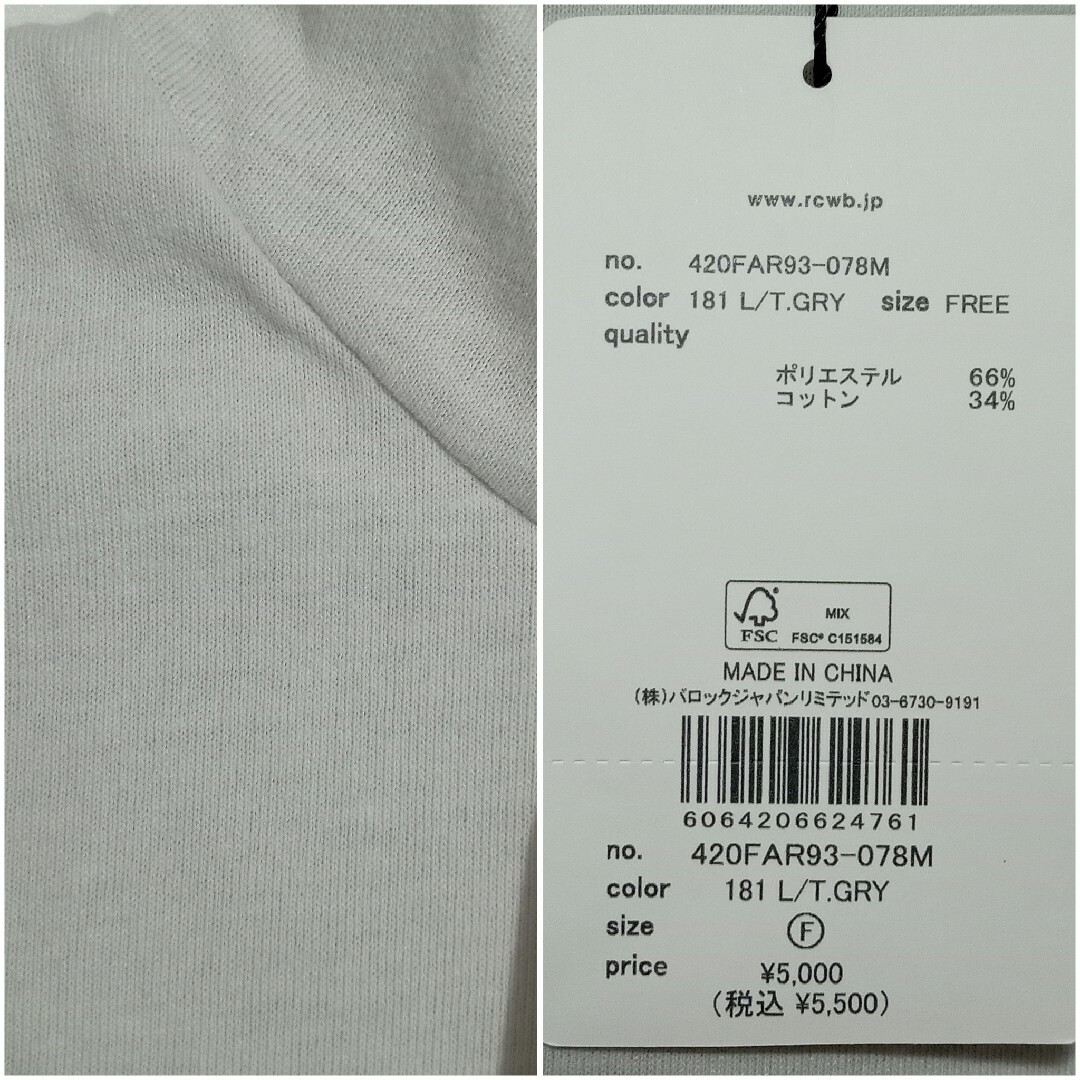 www.rcwb.jp
no. 420FAR93-078M
color 181 L/T.GRY size FREE
quality
ポリエステル 66%
コットン 34%
MIX
FSC FSC® C151584
MADE IN CHINA
(株)バロックジャパンリミテッド03-6730-9191
6064206624761
no. 420FAR93-078M
color 181 L/T.GRY
size Ⓕ
price ¥5,000
(税込 ¥5,500)